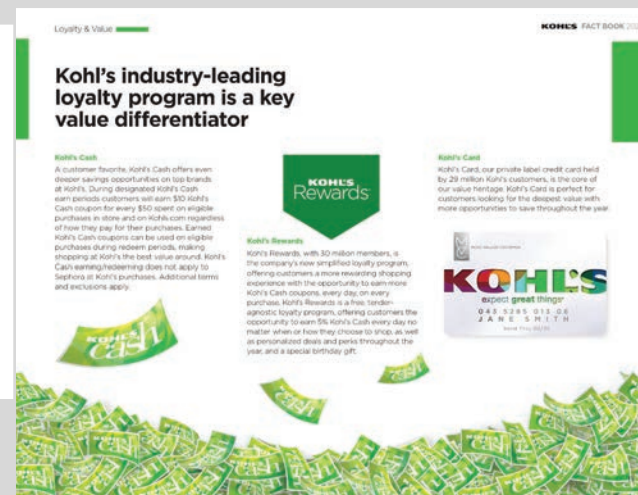 Loyalty & Value
KOHL'S FACT BOOK
Kohl's industry-leading
loyalty program is a key
value differentiator
Kohl's Cash
A customer favorite, Kohl's Cash offers even
deeper savings opportunities on top brands
at Kohl's. During designated Kohl's Cash
earn periods customers will earn $10 Kohl's
Cash coupon for every $50 spent on eligible
purchases in store and on Kohls.com regardless
of how they pay for their purchases. Earned
Kohl's Cash coupons can be used on eligible
purchases during redeem periods, making
shopping at Kohl's the best value around. Kohl's
Cash earning/redeeming does not apply to
Sephora at Kohl's purchases. Additional terms
and exclusions apply.
KOHL'S
cash
KOHL'S
Rewards
Kohl's Rewards
Kohl's Rewards, with 30 million members, is
the company's new simplified loyalty program,
offering customers a more rewarding shopping
experience with the opportunity to earn more
Kohl's Cash coupons, every day, on every
purchase. Kohl's Rewards is a free, tender-
agnostic loyalty program, offering customers the
opportunity to earn 5% Kohl's Cash every day no
matter when or how they choose to shop, as well
as personalized deals and perks throughout the
year, and a special birthday gift.
Kohl's Card
Kohl's Card, our private label credit card held
by 29 million Kohl's customers, is the core of
our value heritage. Kohl's Card is perfect for
customers looking for the deepest value with
more opportunities to save throughout the year.
MOST VALUED CUSTOMER
KOHL'S
expect great things
043 5285 013 06
JANE SMITH